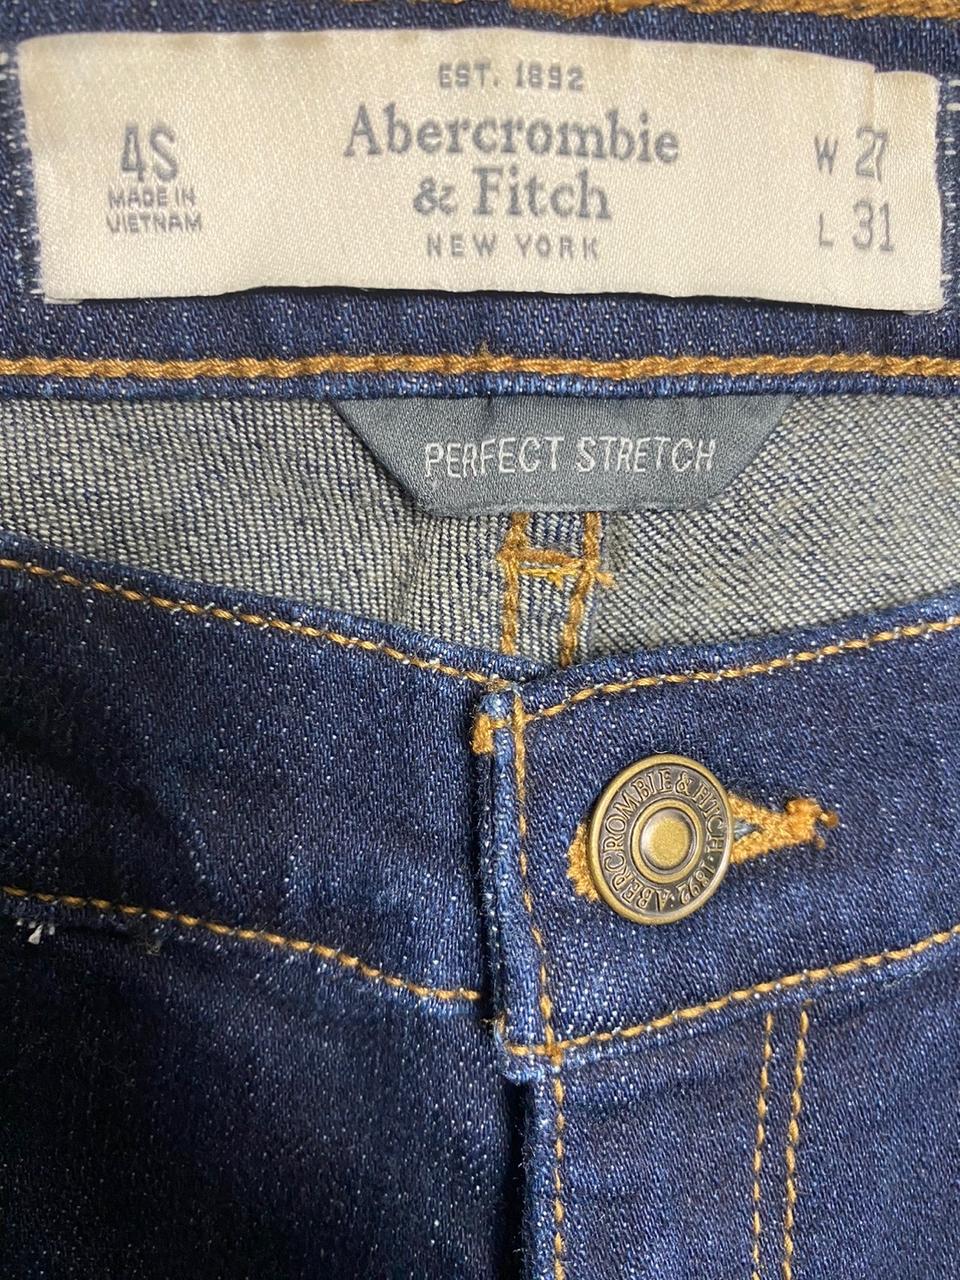 EST. 1892
Abercrombie
& Fitch
NEW YORK
4S
MADE IN
VIETNAM
W 27
L 31
PERFECT STRETCH
ABERCROMBIE & FITCH · 1892 ·